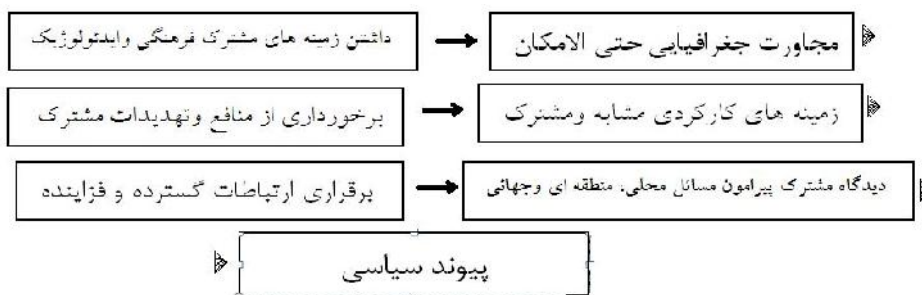 مجاورت جغرافیایی حتی الامکان
داشتن زمینه های مشترک فرهنگی وایدئولوژیک
زمینه های کارکردی مشابه ومشترک
برخورداری از منافع وتهدیدات مشترک
دیدگاه مشترک پیرامون مسائل محلی، منطقه ای وجهانی
برقراری ارتباطات گسترده و فزاینده
پیوند سیاسی